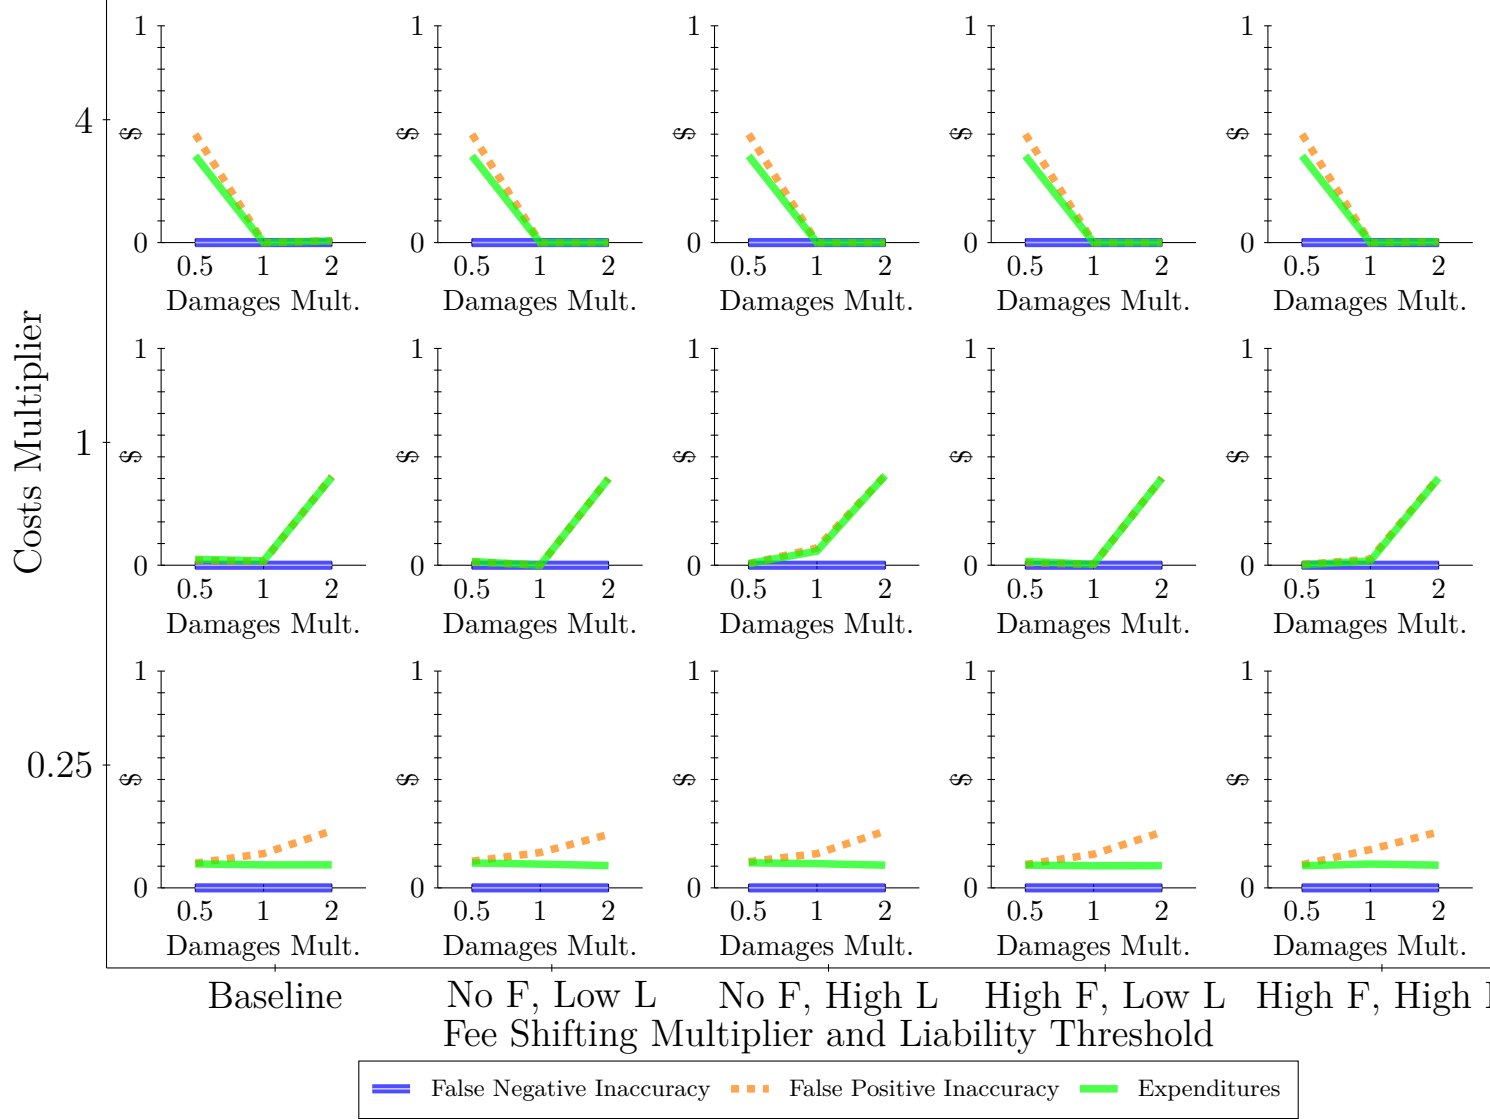 Costs Multiplier
4
1
0
$
0.5 1 2
Damages Mult.
1
0
$
0.5 1 2
Damages Mult.
1
0
$
0.5 1 2
Damages Mult.
1
0
$
0.5 1 2
Damages Mult.
1
0
$
0.5 1 2
Damages Mult.
1
1
0
$
0.5 1 2
Damages Mult.
1
0
$
0.5 1 2
Damages Mult.
1
0
$
0.5 1 2
Damages Mult.
1
0
$
0.5 1 2
Damages Mult.
1
0
$
0.5 1 2
Damages Mult.
0.25
1
0
$
0.5 1 2
Damages Mult.
1
0
$
0.5 1 2
Damages Mult.
1
0
$
0.5 1 2
Damages Mult.
1
0
$
0.5 1 2
Damages Mult.
1
0
$
0.5 1 2
Damages Mult.
Baseline No F, Low L No F, High L High F, Low L High F, High
Fee Shifting Multiplier and Liability Threshold
False Negative Inaccuracy False Positive Inaccuracy Expenditures